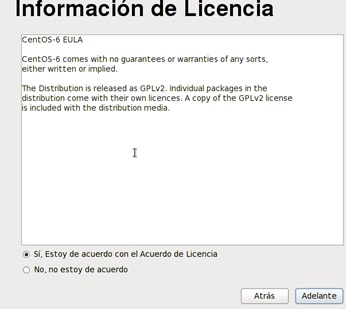 Información de Licencia
CentOS-6 EULA
CentOS-6 comes with no guarantees or warranties of any sorts,
either written or implied.
The Distribution is released as GPLv2. Individual packages in the
distribution come with their own licences. A copy of the GPLv2 license
is included with the distribution media.
Sí, Estoy de acuerdo con el Acuerdo de Licencia
No, no estoy de acuerdo
Atrás Adelante